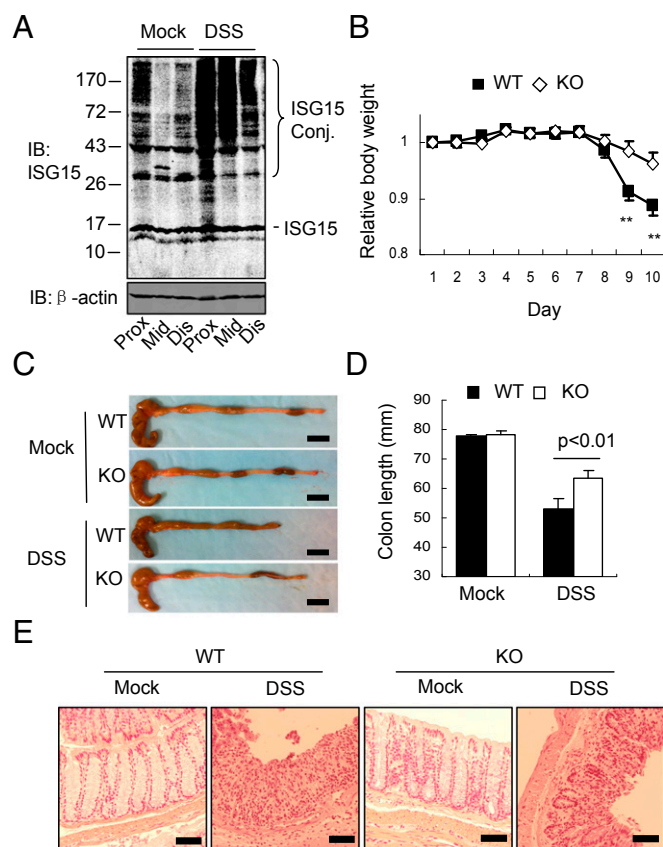 A
Mock DSS
170
72
43
26
17
10
IB:
ISG15
ISG15
Conj.
- ISG15
IB: β -actin
Prox Mid Dis Prox Mid Dis
B
WT KO
Relative body weight
1
0.9
0.8
**
**
1 2 3 4 5 6 7 8 9 10
Day
C
Mock
WT
KO
DSS
WT
KO
D
WT KO
Colon length (mm)
90
80
70
60
50
40
30
p<0.01
Mock DSS
E
WT KO
Mock DSS Mock DSS